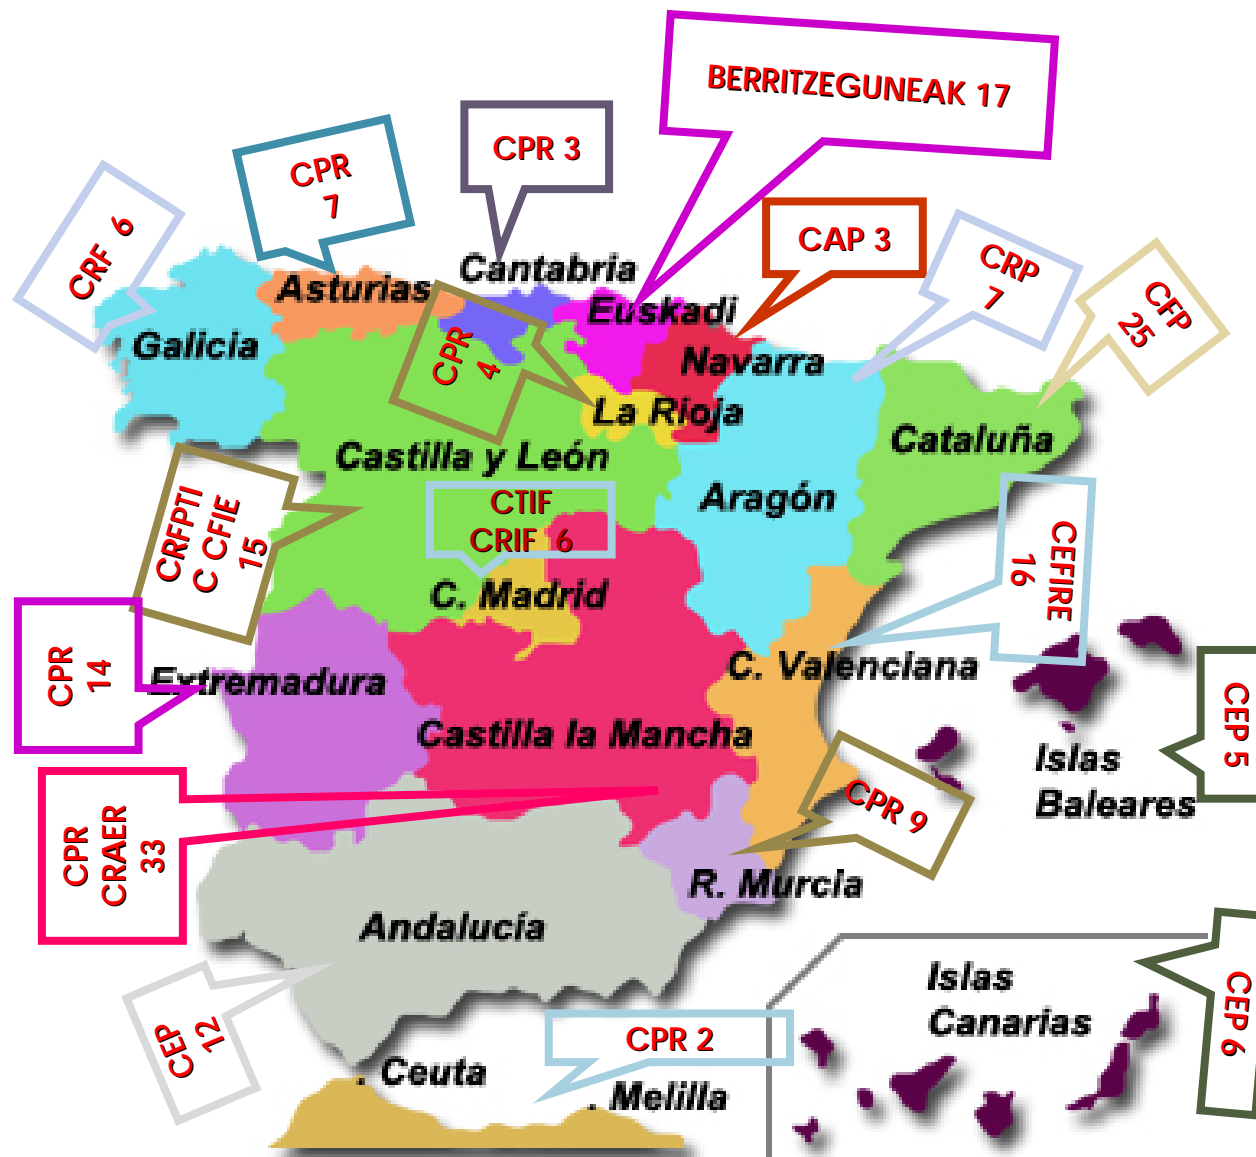 BERRITZEGUNEAK 17
CPR 3
CPR
7
CRF 6
CAP 3
CRP
7
CFP
25
Cantabria
Asturias
Euskadi
Galicia
CPR
4
Navarra
La Rioja
Cataluña
Castilla y León
Aragón
CTIF
CRIF 6
CRFPTI
C CFIE
15
CEFIRE
16
C. Madrid
CPR
14
Extremadura
C. Valenciana
CEP 5
Castilla la Mancha
Islas
Baleares
CPR
CRAER
33
CPR 9
R. Murcia
Andalucía
Islas
Canarias
CEP 6
CEP
12
CPR 2
. Ceuta
. Melilla